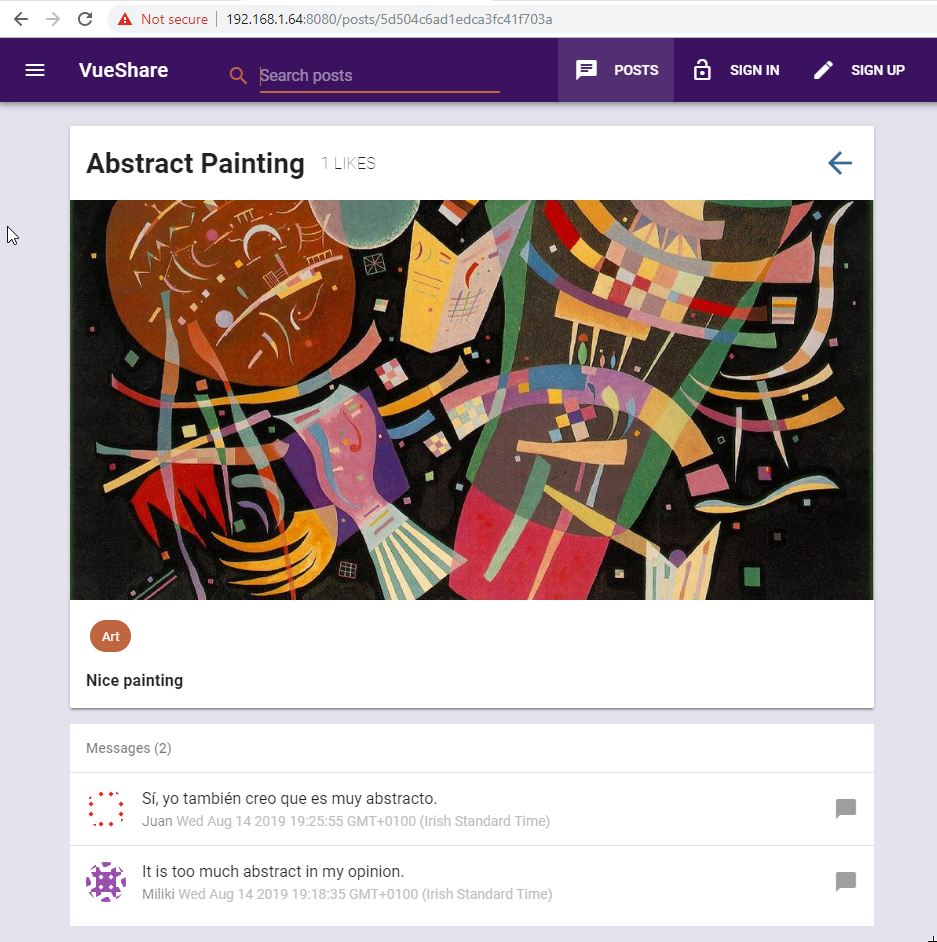 Not secure | 192.168.1.64:8080/posts/5d504c6ad1edca3fc41f703a
VueShare Search posts POSTS SIGN IN SIGN UP
Abstract Painting 1 LIKES
Art
Nice painting
Messages (2)
Sí, yo también creo que es muy abstracto.
Juan Wed Aug 14 2019 19:25:55 GMT+0100 (Irish Standard Time)
It is too much abstract in my opinion.
Miliki Wed Aug 14 2019 19:18:35 GMT+0100 (Irish Standard Time)